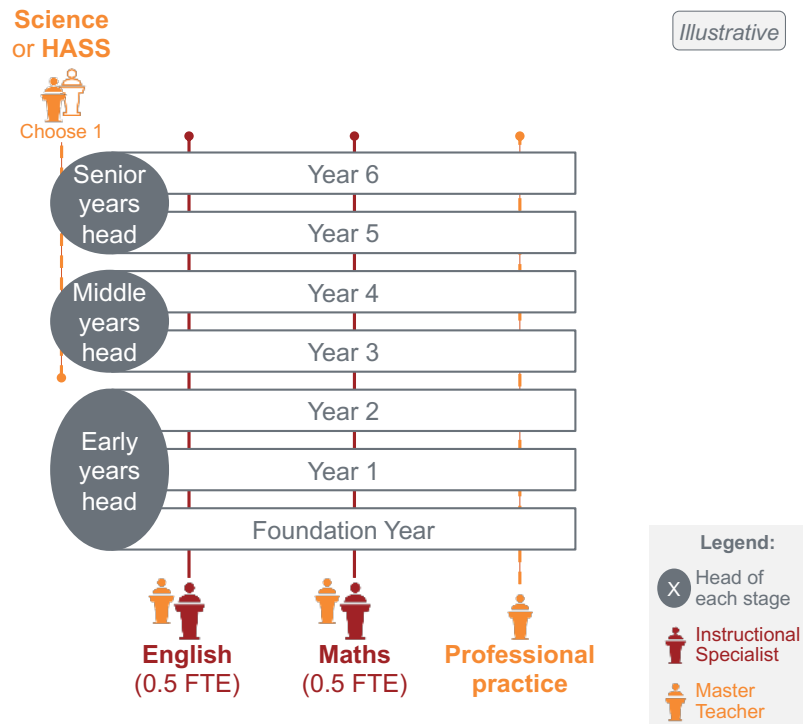 Science
or HASS
Illustrative
Choose 1
Senior
years
head
Year 6
Year 5
Middle
years
head
Year 4
Year 3
Early
years
head
Year 2
Year 1
Foundation Year
English
(0.5 FTE)
Maths
(0.5 FTE)
Professional
practice
Legend:
X
Head of
each stage
Instructional
Specialist
Master
Teacher